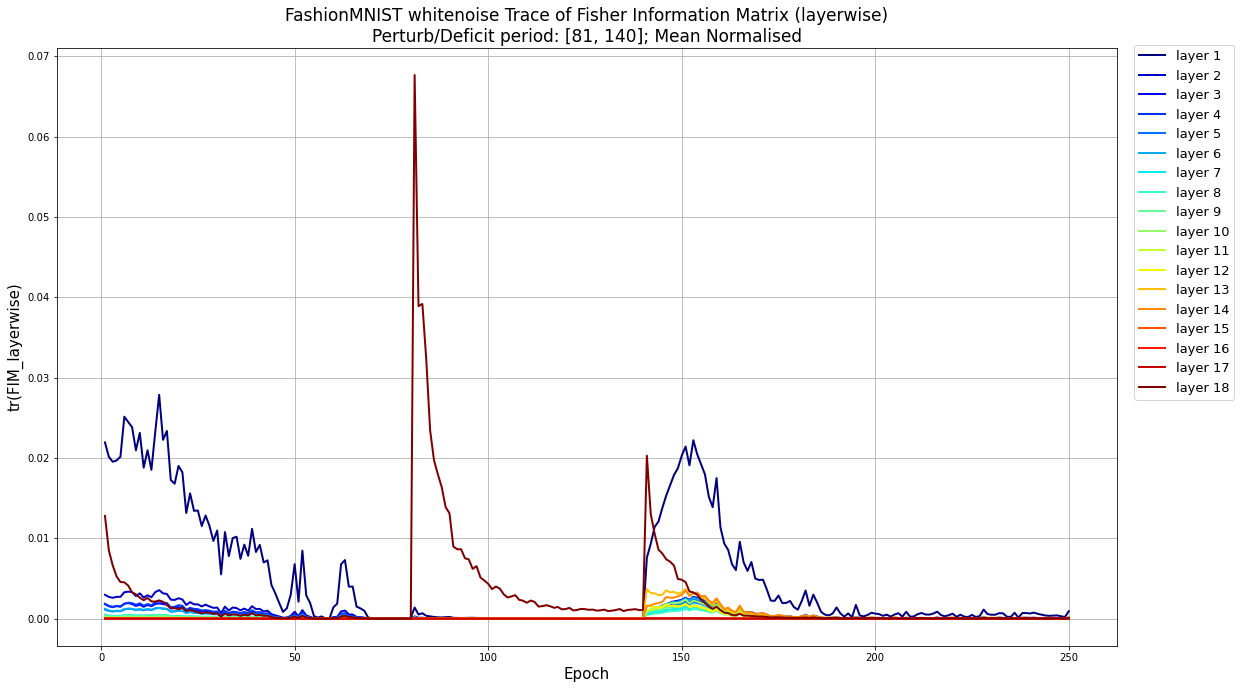 FashionMNIST whitenoise Trace of Fisher Information Matrix (layerwise)
Perturb/Deficit period: [81, 140]; Mean Normalised
0.07
0.06
0.05
0.04
0.03
0.02
0.01
0.00
tr(FIM_layerwise)
0
50
100
150
200
250
Epoch
layer 1
layer 2
layer 3
layer 4
layer 5
layer 6
layer 7
layer 8
layer 9
layer 10
layer 11
layer 12
layer 13
layer 14
layer 15
layer 16
layer 17
layer 18